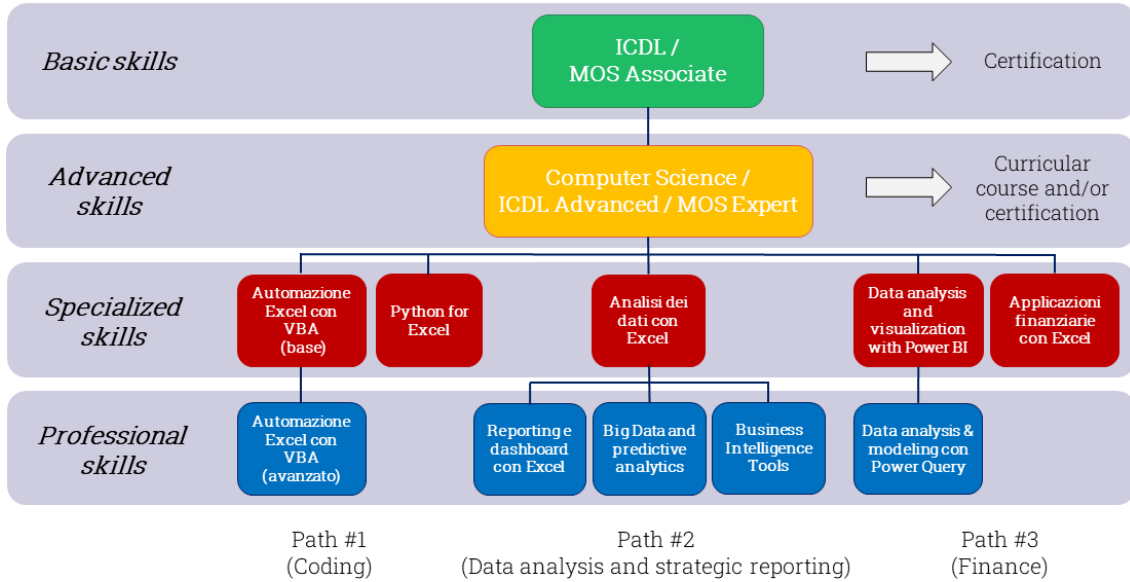 Basic skills
ICDL /
MOS Associate
Certification
Advanced
skills
Computer Science /
ICDL Advanced / MOS Expert
Curricular
course and/or
certification
Specialized
skills
Automazione
Excel con
VBA
(base)
Python for
Excel
Analisi dei
dati con
Excel
Data analysis
and
visualization
with Power BI
Applicazioni
finanziarie
con Excel
Professional
skills
Automazione
Excel con
VBA
(avanzato)
Reporting e
dashboard
con Excel
Big Data and
predictive
analytics
Business
Intelligence
Tools
Data analysis &
modeling con
Power Query
Path #1
(Coding)
Path #2
(Data analysis and strategic reporting)
Path #3
(Finance)